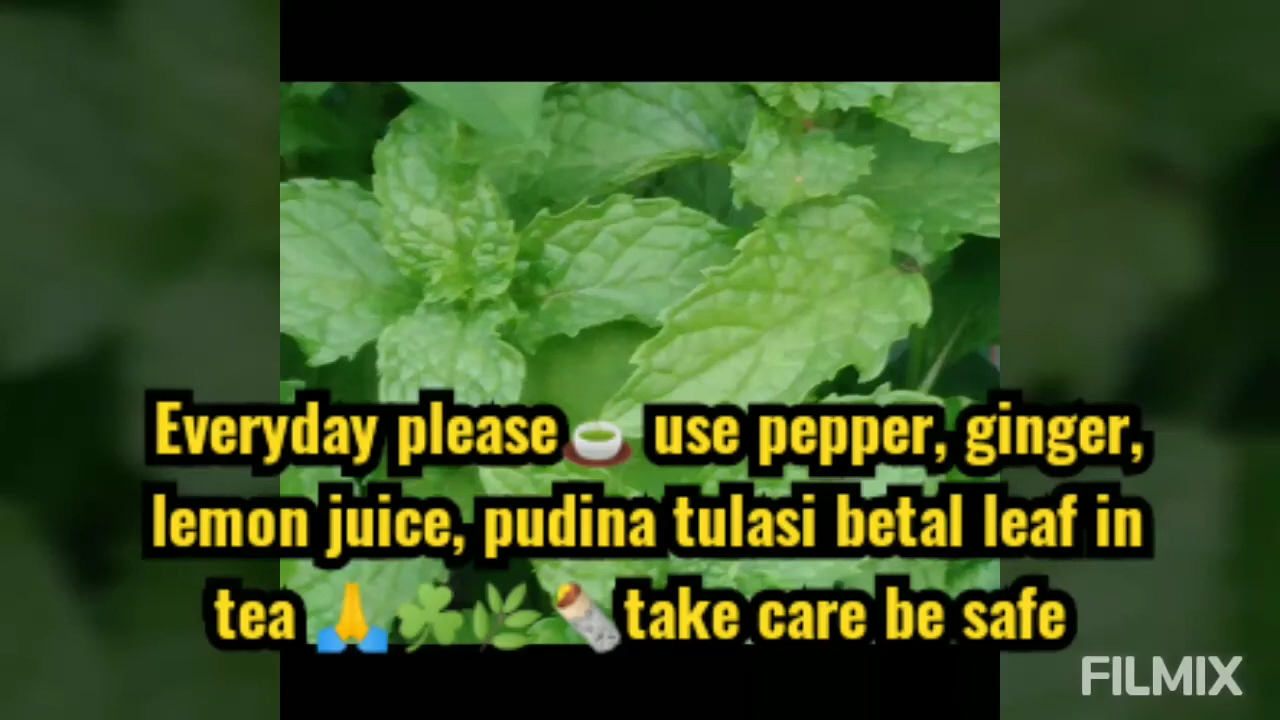 Everyday please🍵 use pepper, ginger,
lemon juice, pudina tulasi betal leaf in
tea 🙏☘️🌿🌯take care be safe
FILMIX